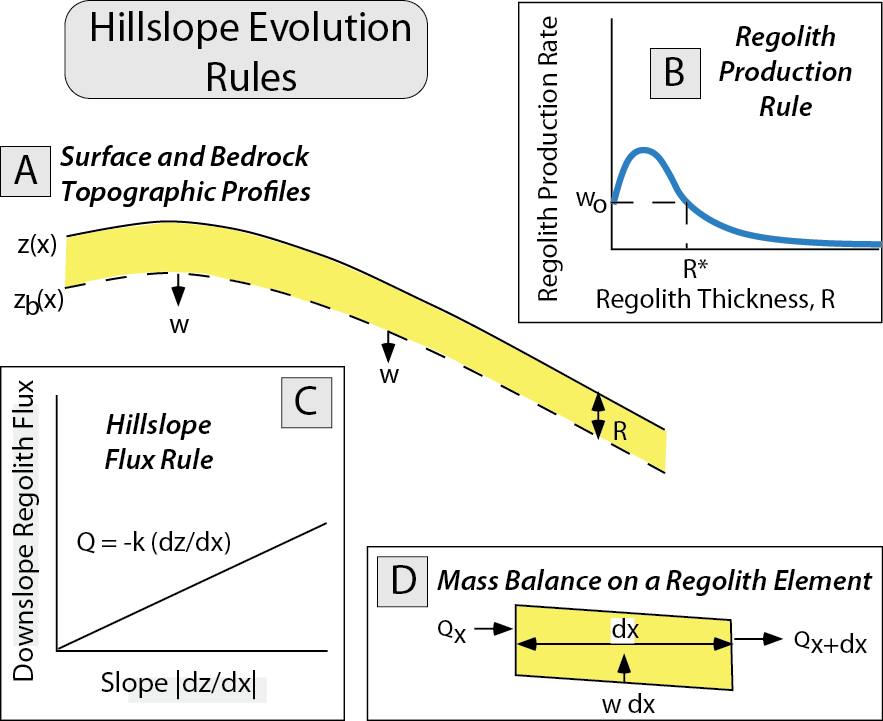 Hillslope Evolution
Rules
A
Surface and Bedrock
Topographic Profiles
z(x)
zb(x)
w
w
R
B
Regolith
Production
Rule
Regolith Production Rate
wo
R*
Regolith Thickness, R
C
Hillslope
Flux Rule
Downslope Regolith Flux
Q = -k (dz/dx)
Slope |dz/dx|
D
Mass Balance on a Regolith Element
Qx
dx
Qx+dx
w dx